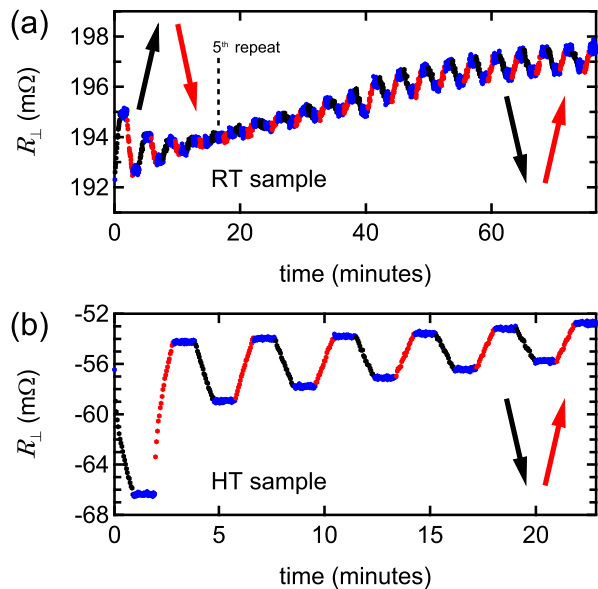 (a)
198
196
194
192
R⊥ (mΩ)
5th repeat
RT sample
0
20
40
60
time (minutes)
(b)
-52
-56
-60
-64
-68
R⊥ (mΩ)
HT sample
0
5
10
15
20
time (minutes)